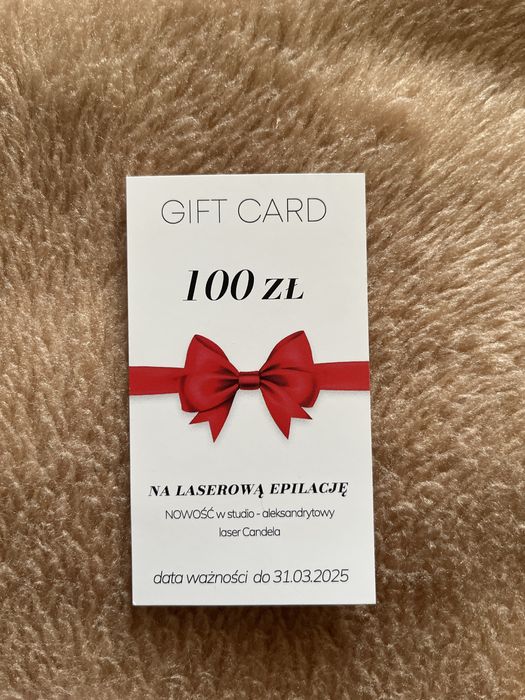 GIFT CARD
100 ZŁ
NA LASEROWĄ EPILACJĘ
NOWOŚĆ w studio - aleksandrytowy
laser Candela
data ważności do 31.03.2025